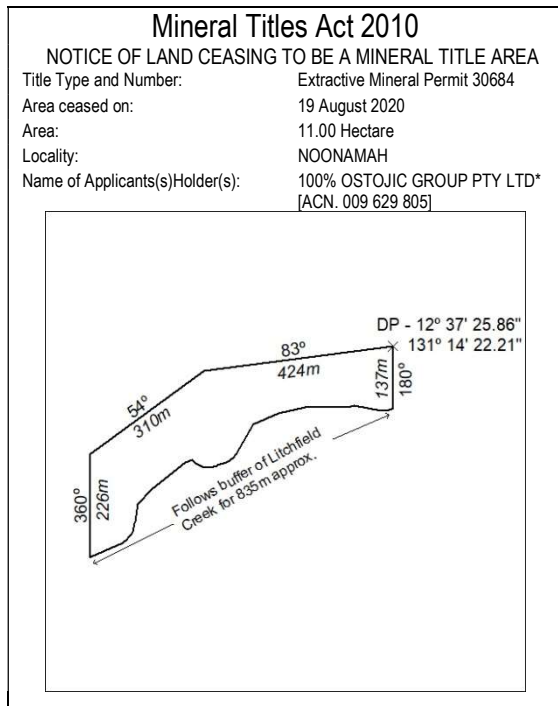 Mineral Titles Act 2010
NOTICE OF LAND CEASING TO BE A MINERAL TITLE AREA
Title Type and Number: Extractive Mineral Permit 30684
Area ceased on: 19 August 2020
Area: 11.00 Hectare
Locality: NOONAMAH
Name of Applicants(s)Holder(s): 100% OSTOJIC GROUP PTY LTD*
[ACN. 009 629 805]
DP - 12º 37' 25.86"
131º 14' 22.21"
83º
424m
137m
180º
54º
310m
360º
226m
Follows buffer of Litchfield
Creek for 835m approx.